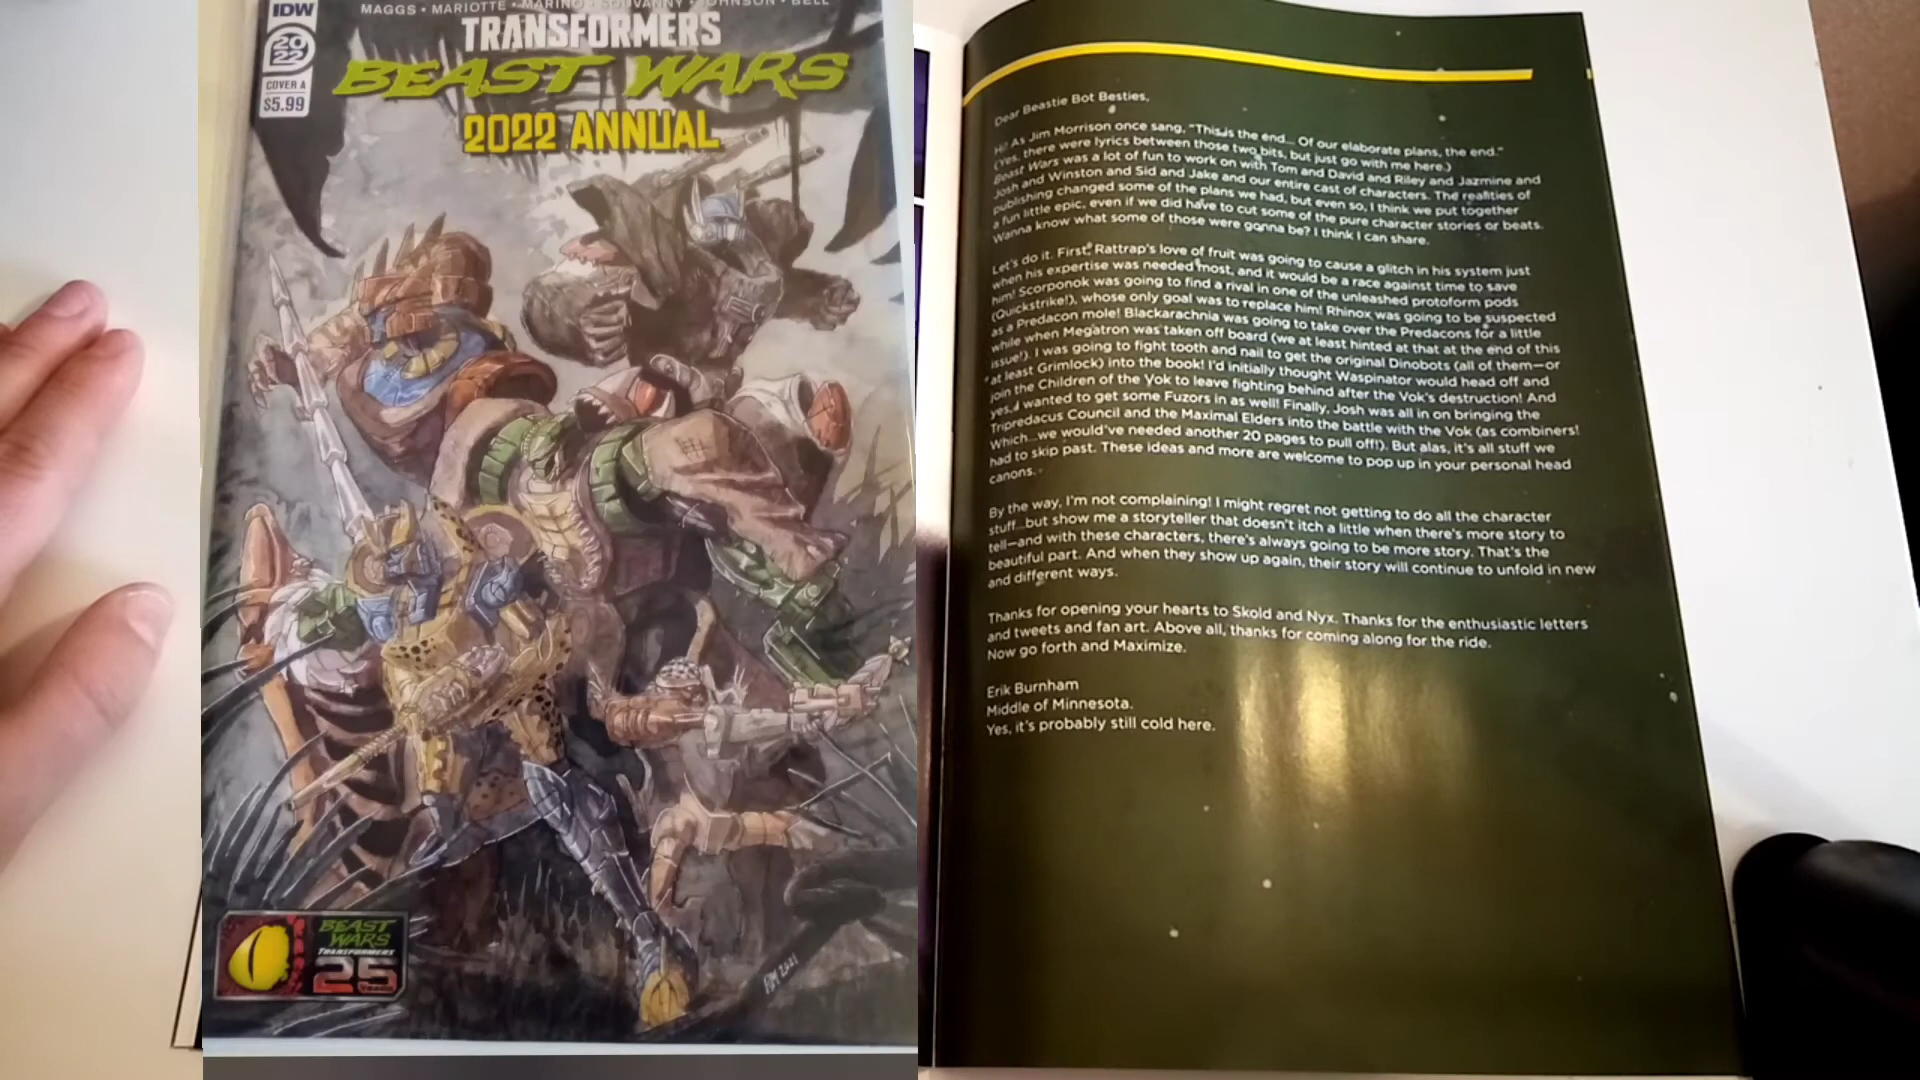 IDW
20
22
COVER A
$5.99
MAGGS • MARIOTTE • MARINO • SOUVANNY • JOHNSON • BELL
TRANSFORMERS
BEAST WARS
2022 ANNUAL
BEAST
WARS
TRANSFORMERS
25
YEARS
RM 2021
Dear Beastie Bot Besties,
Hi! As Jim Morrison once sang, "This is the end... Of our elaborate plans, the end."
(Yes, there were lyrics between those two bits, but just go with me here.)
Beast Wars was a lot of fun to work on with Tom and David and Riley and Jazmine and
Josh and Winston and Sid and Jake and our entire cast of characters. The realities of
publishing changed some of the plans we had, but even so, I think we put together
a fun little epic, even if we did have to cut some of the pure character stories or beats.
Wanna know what some of those were gonna be? I think I can share.
Let's do it. First, Rattrap's love of fruit was going to cause a glitch in his system just
when his expertise was needed most, and it would be a race against time to save
him! Scorponok was going to find a rival in one of the unleashed protoform pods
(Quickstrike!), whose only goal was to replace him! Rhinox was going to be suspected
as a Predacon mole! Blackarachnia was going to take over the Predacons for a little
while when Megatron was taken off board (we at least hinted at that at the end of this
issue!). I was going to fight tooth and nail to get the original Dinobots (all of them—or
at least Grimlock) into the book! I'd initially thought Waspinator would head off and
join the Children of the Vok to leave fighting behind after the Vok's destruction! And
yes, I wanted to get some Fuzors in as well! Finally, Josh was all in on bringing the
Tripredacus Council and the Maximal Elders into the battle with the Vok (as combiners!
Which...we would've needed another 20 pages to pull off!). But alas, it's all stuff we
had to skip past. These ideas and more are welcome to pop up in your personal head
canons.
By the way, I'm not complaining! I might regret not getting to do all the character
stuff...but show me a storyteller that doesn't itch a little when there's more story to
tell—and with these characters, there's always going to be more story. That's the
beautiful part. And when they show up again, their story will continue to unfold in new
and different ways.
Thanks for opening your hearts to Skold and Nyx. Thanks for the enthusiastic letters
and tweets and fan art. Above all, thanks for coming along for the ride.
Now go forth and Maximize.
Erik Burnham
Middle of Minnesota.
Yes, it's probably still cold here.